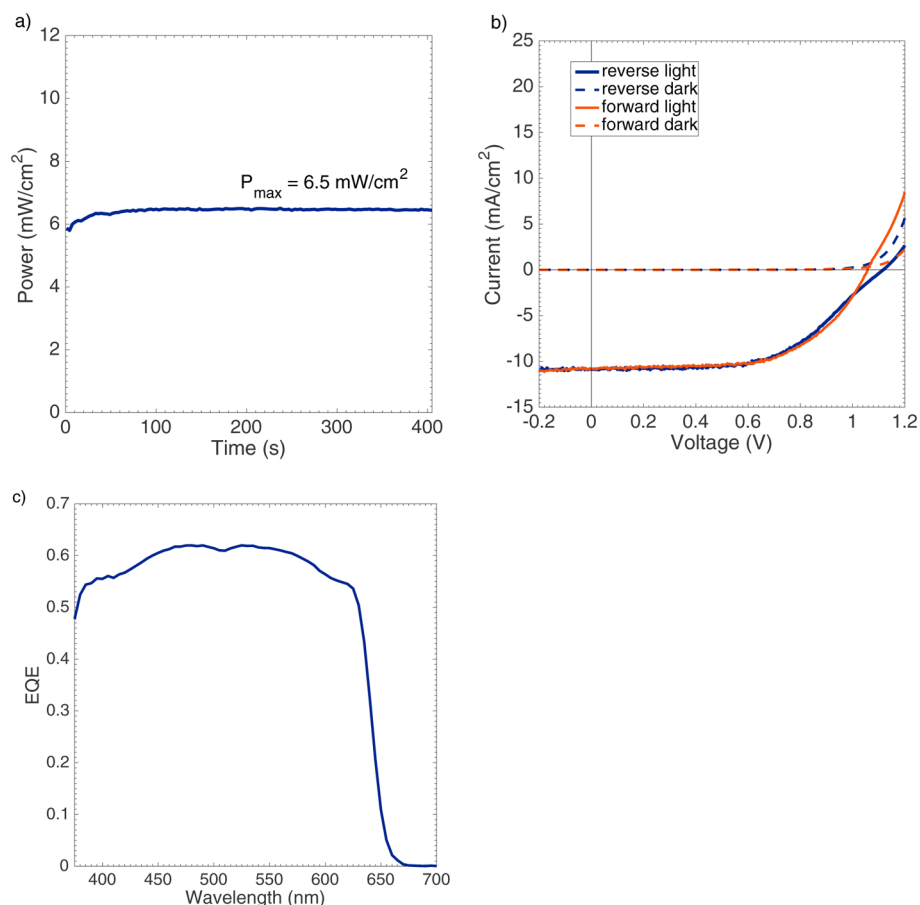 a)
12
10
8
6
4
2
0
Power (mW/cm²)
P_max = 6.5 mW/cm²
0 100 200 300 400
Time (s)
b)
25
20
15
10
5
0
-5
-10
-15
Current (mA/cm²)
reverse light
reverse dark
forward light
forward dark
-0.2 0 0.2 0.4 0.6 0.8 1 1.2
Voltage (V)
c)
0.7
0.6
0.5
0.4
0.3
0.2
0.1
0
EQE
400 450 500 550 600 650 700
Wavelength (nm)